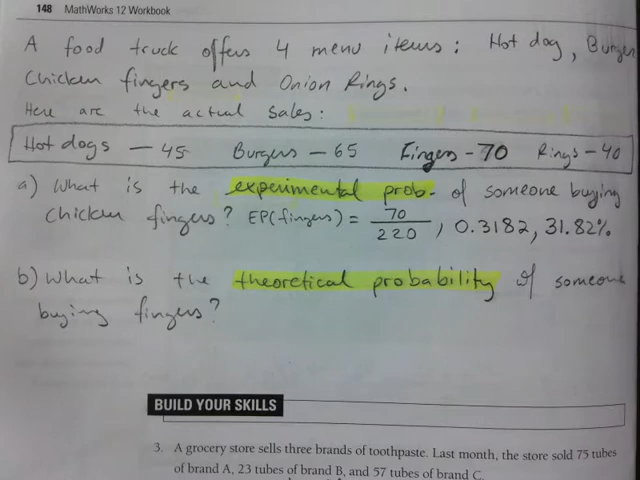 148 MathWorks 12 Workbook
A food truck offers 4 menu items: Hot dog, Burger
Chicken fingers and Onion Rings.
Here are the actual sales:
Hot dogs — 45 Burgers — 65 Fingers - 70 Rings - 40
a) What is the experimental prob. of someone buying
chicken fingers? EP(fingers) = 70/220, 0.3182, 31.82%
b) What is the theoretical probability of someone
buying fingers?
BUILD YOUR SKILLS
3. A grocery store sells three brands of toothpaste. Last month, the store sold 75 tubes
of brand A, 23 tubes of brand B, and 57 tubes of brand C.